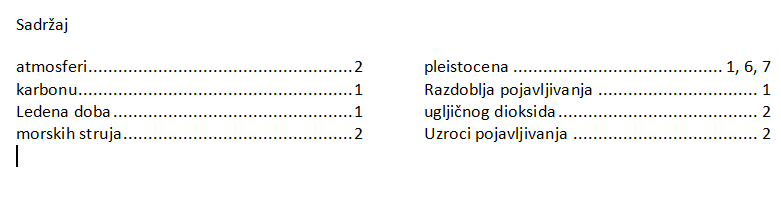 Sadržaj
atmosferi....................................................2
karbonu......................................................1
Ledena doba...............................................1
morskih struja.............................................2
pleistocena ......................................... 1, 6, 7
Razdoblja pojavljivanja ............................... 1
ugljičnog dioksida....................................... 2
Uzroci pojavljivanja .................................... 2